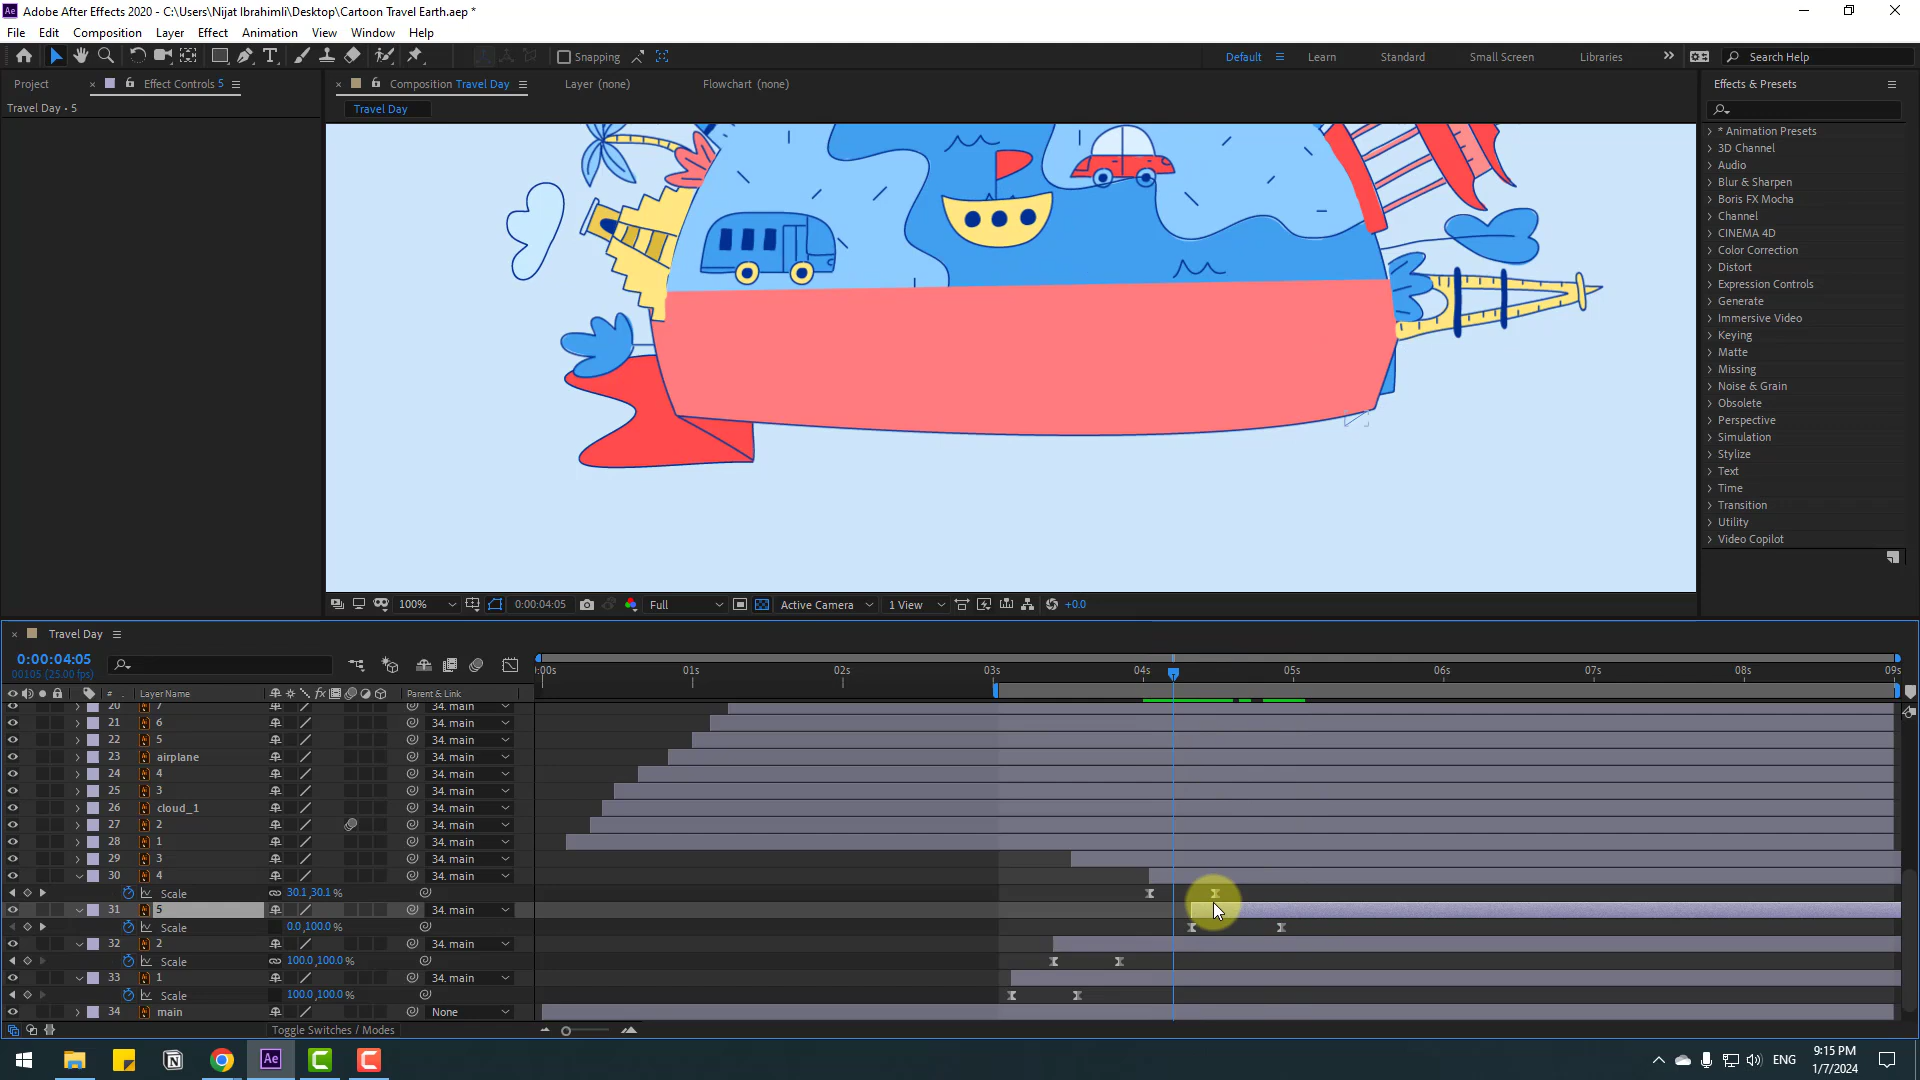 Adobe After Effects 2020 - C:\Users\Nijat Ibrahimli\Desktop\Cartoon Travel Earth.aep *
File Edit Composition Layer Effect Animation View Window Help
Snapping Default Learn Standard Small Screen Libraries Search Help
Project Effect Controls 5 Composition Travel Day Layer (none) Flowchart (none) Effects & Presets
Travel Day • 5 Travel Day
* Animation Presets
3D Channel
Audio
Blur & Sharpen
Boris FX Mocha
Channel
CINEMA 4D
Color Correction
Distort
Expression Controls
Generate
Immersive Video
Keying
Matte
Missing
Noise & Grain
Obsolete
Perspective
Simulation
Stylize
Text
Time
Transition
Utility
Video Copilot
100% 0:00:04:05 Full Active Camera 1 View +0.0
Travel Day
0:00:04:05
00105 (25.00 fps)
:00s 01s 02s 03s 04s 05s 06s 07s 08s 09s
# Layer Name Parent & Link
20 7 34. main
21 6 34. main
22 5 34. main
23 airplane 34. main
24 4 34. main
25 3 34. main
26 cloud_1 34. main
27 2 34. main
28 1 34. main
29 3 34. main
30 4 34. main
Scale 30.1,30.1 %
31 5 34. main
Scale 0.0,100.0 %
32 2 34. main
Scale 100.0,100.0 %
33 1 34. main
Scale 100.0,100.0 %
34 main None
Toggle Switches / Modes
ENG 9:15 PM
1/7/2024